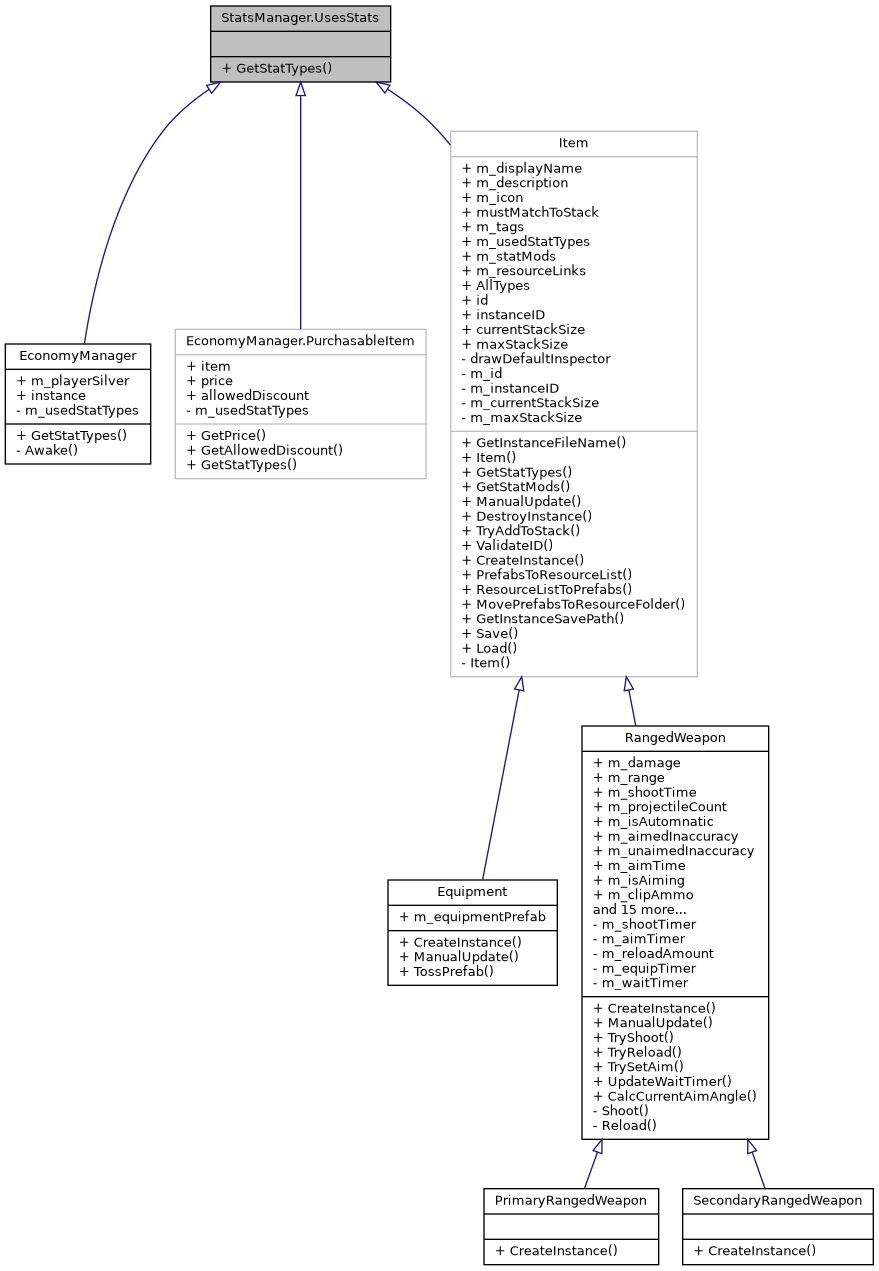 StatsManager.UsesStats
+ GetStatTypes()
Item
+ m_displayName
+ m_description
+ m_icon
+ mustMatchToStack
+ m_tags
+ m_usedStatTypes
+ m_statMods
+ m_resourceLinks
+ AllTypes
+ id
+ instanceID
+ currentStackSize
+ maxStackSize
- drawDefaultInspector
- m_id
- m_instanceID
- m_currentStackSize
- m_maxStackSize
+ GetInstanceFileName()
+ Item()
+ GetStatTypes()
+ GetStatMods()
+ ManualUpdate()
+ DestroyInstance()
+ TryAddToStack()
+ ValidateID()
+ CreateInstance()
+ PrefabsToResourceList()
+ ResourceListToPrefabs()
+ MovePrefabsToResourceFolder()
+ GetInstanceSavePath()
+ Save()
+ Load()
- Item()
EconomyManager
+ m_playerSilver
+ instance
- m_usedStatTypes
+ GetStatTypes()
- Awake()
EconomyManager.PurchasableItem
+ item
+ price
+ allowedDiscount
- m_usedStatTypes
+ GetPrice()
+ GetAllowedDiscount()
+ GetStatTypes()
Equipment
+ m_equipmentPrefab
+ CreateInstance()
+ ManualUpdate()
+ TossPrefab()
RangedWeapon
+ m_damage
+ m_range
+ m_shootTime
+ m_projectileCount
+ m_isAutomnatic
+ m_aimedInaccuracy
+ m_unaimedInaccuracy
+ m_aimTime
+ m_isAiming
+ m_clipAmmo
and 15 more...
- m_shootTimer
- m_aimTimer
- m_reloadAmount
- m_equipTimer
- m_waitTimer
+ CreateInstance()
+ ManualUpdate()
+ TryShoot()
+ TryReload()
+ TrySetAim()
+ UpdateWaitTimer()
+ CalcCurrentAimAngle()
- Shoot()
- Reload()
PrimaryRangedWeapon
+ CreateInstance()
SecondaryRangedWeapon
+ CreateInstance()